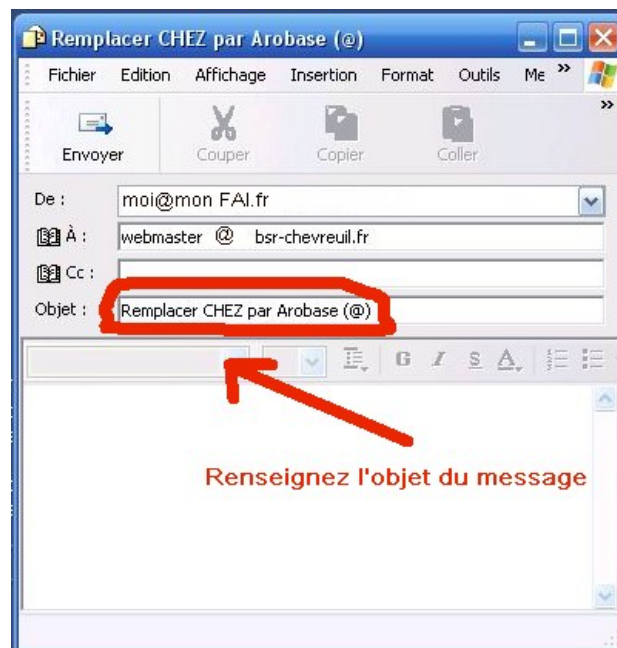 Remplacer CHEZ par Arobase (@)
Fichier Edition Affichage Insertion Format Outils Me »
»
Envoyer Couper Copier Coller
De : moi@mon FAI.fr
À : webmaster @ bsr-chevreuil.fr
Cc :
Objet : Remplacer CHEZ par Arobase (@)
G I S A
Renseignez l'objet du message